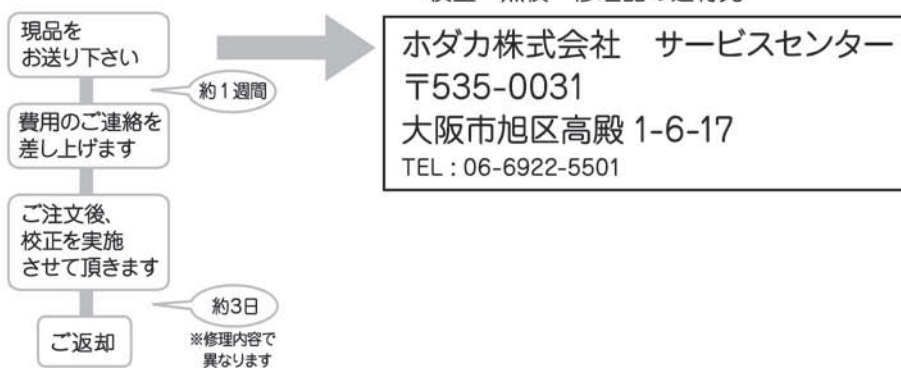 現品を
お送り下さい
約1週間
費用のご連絡を
差し上げます
ご注文後、
校正を実施
させて頂きます
約3日
※修理内容で
異なります
ご返却
ホダカ株式会社　サービスセンター
〒535-0031
大阪市旭区高殿 1-6-17
TEL : 06-6922-5501